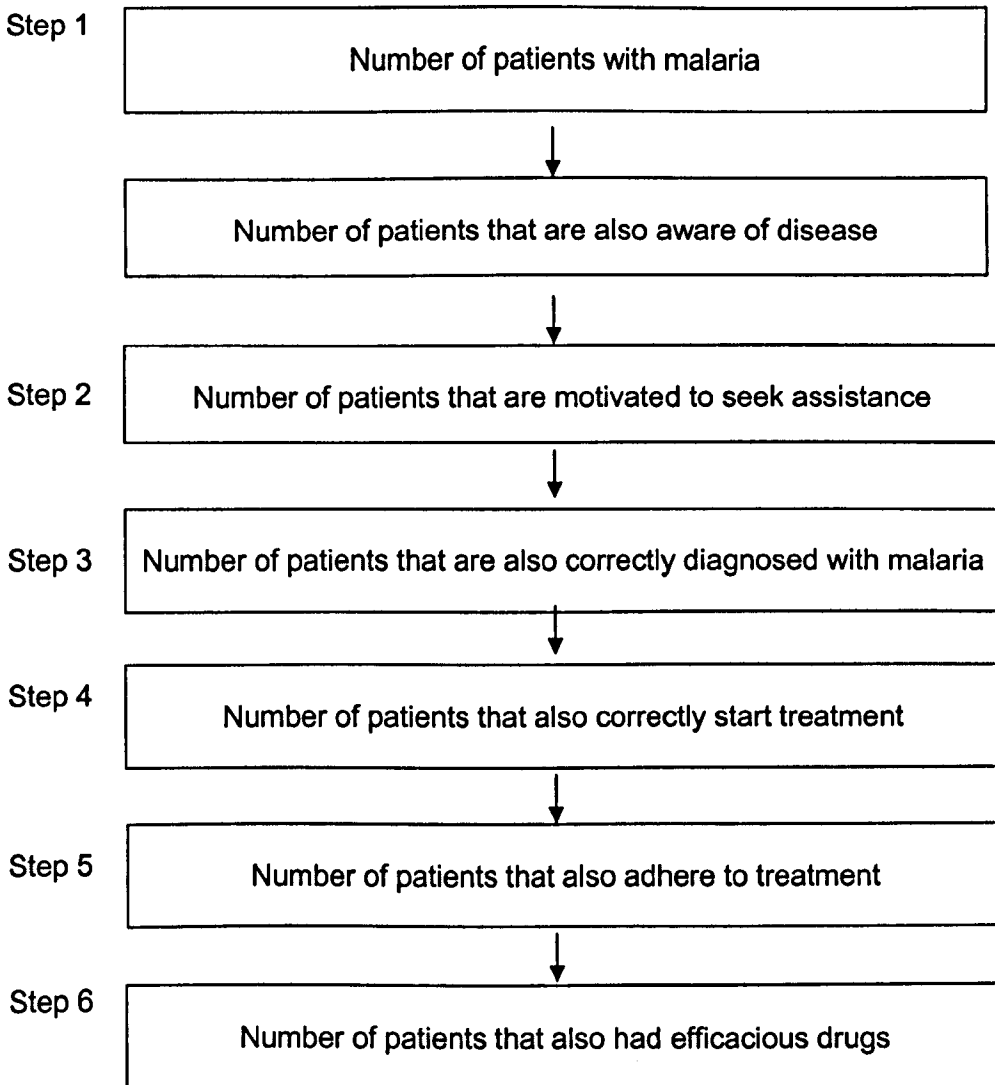 Step 1
Number of patients with malaria
Number of patients that are also aware of disease
Step 2
Number of patients that are motivated to seek assistance
Step 3
Number of patients that are also correctly diagnosed with malaria
Step 4
Number of patients that also correctly start treatment
Step 5
Number of patients that also adhere to treatment
Step 6
Number of patients that also had efficacious drugs